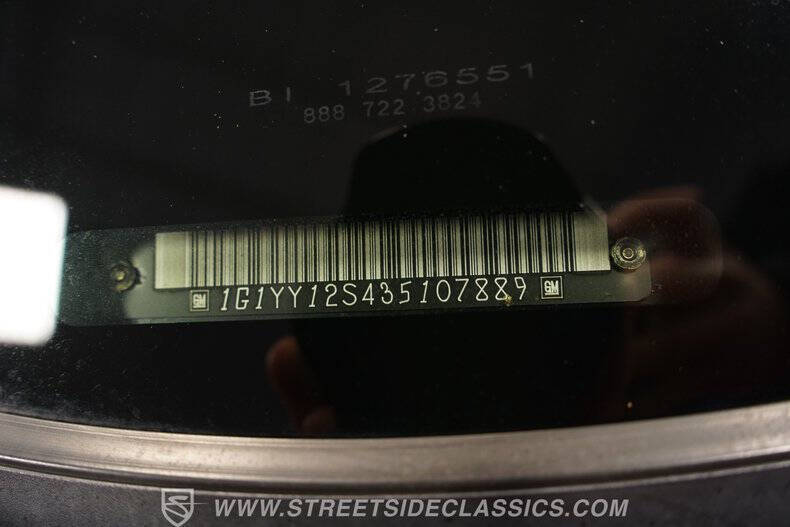 BI 1276551
888 722 3824
GM 1G1YY12S435107889 GM
WWW.STREETSIDECLASSICS.COM